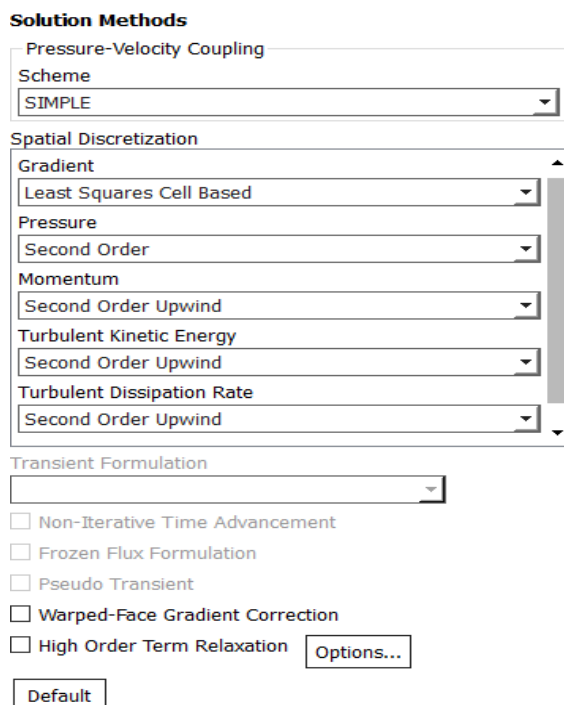 Solution Methods
Pressure-Velocity Coupling
Scheme
SIMPLE
Spatial Discretization
Gradient
Least Squares Cell Based
Pressure
Second Order
Momentum
Second Order Upwind
Turbulent Kinetic Energy
Second Order Upwind
Turbulent Dissipation Rate
Second Order Upwind
Transient Formulation
Non-Iterative Time Advancement
Frozen Flux Formulation
Pseudo Transient
Warped-Face Gradient Correction
High Order Term Relaxation Options...
Default